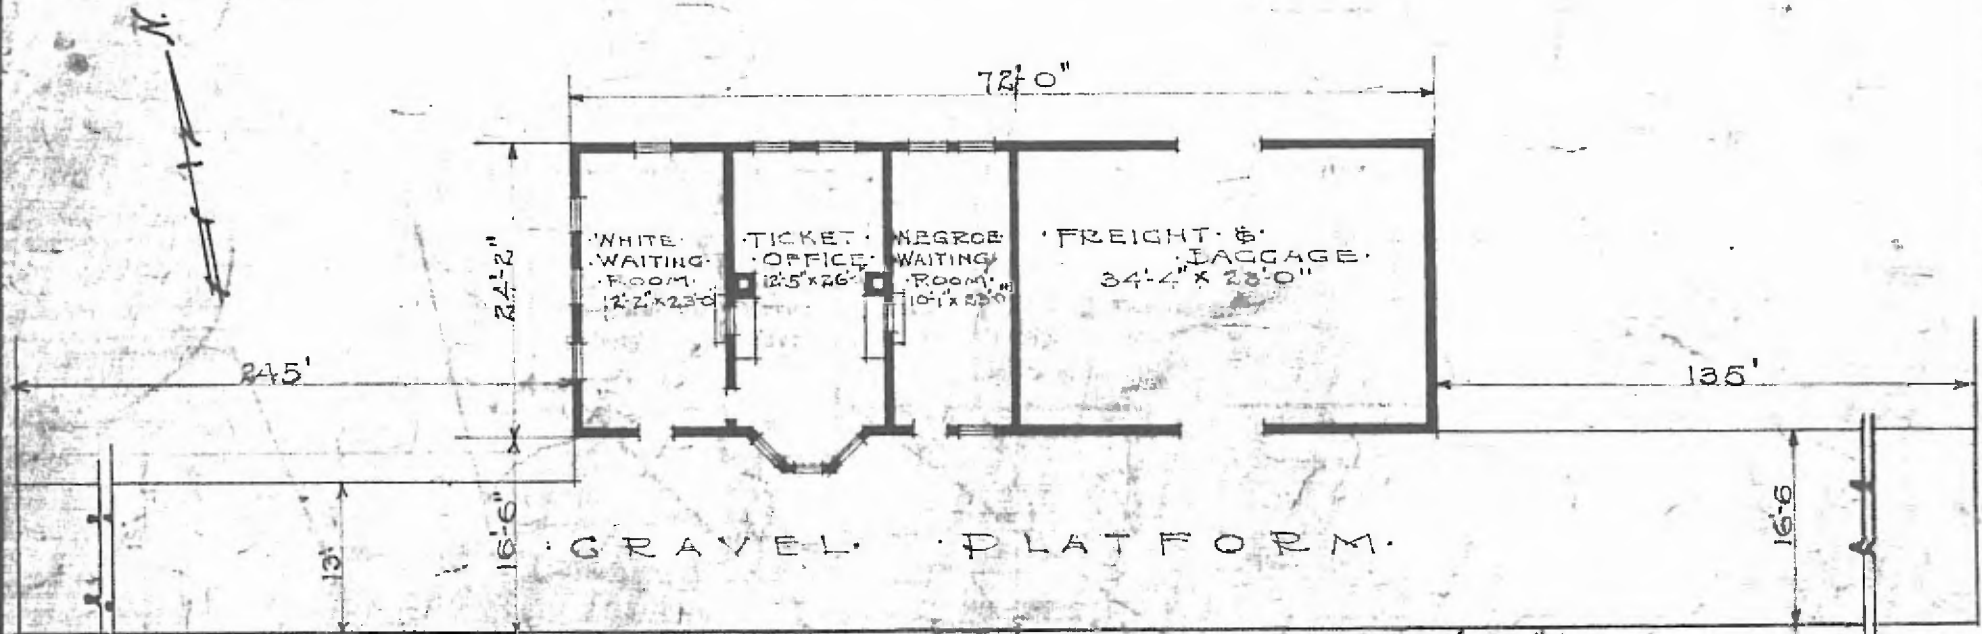 N.
72'-0"
·WHITE·
·WAITING·
·ROOM·
12'-2"x23'-0"
·TICKET·
·OFFICE·
12'-5"x26'-
NEGROE
WAITING
·ROOM·
10'-1"x23'-0"
·FREIGHT·&·
·BAGGAGE·
34'-4"x23'-0"
24'-2"
245'
135'
13'
16'-6"
16'-6
·GRAVEL· ·PLATFORM·